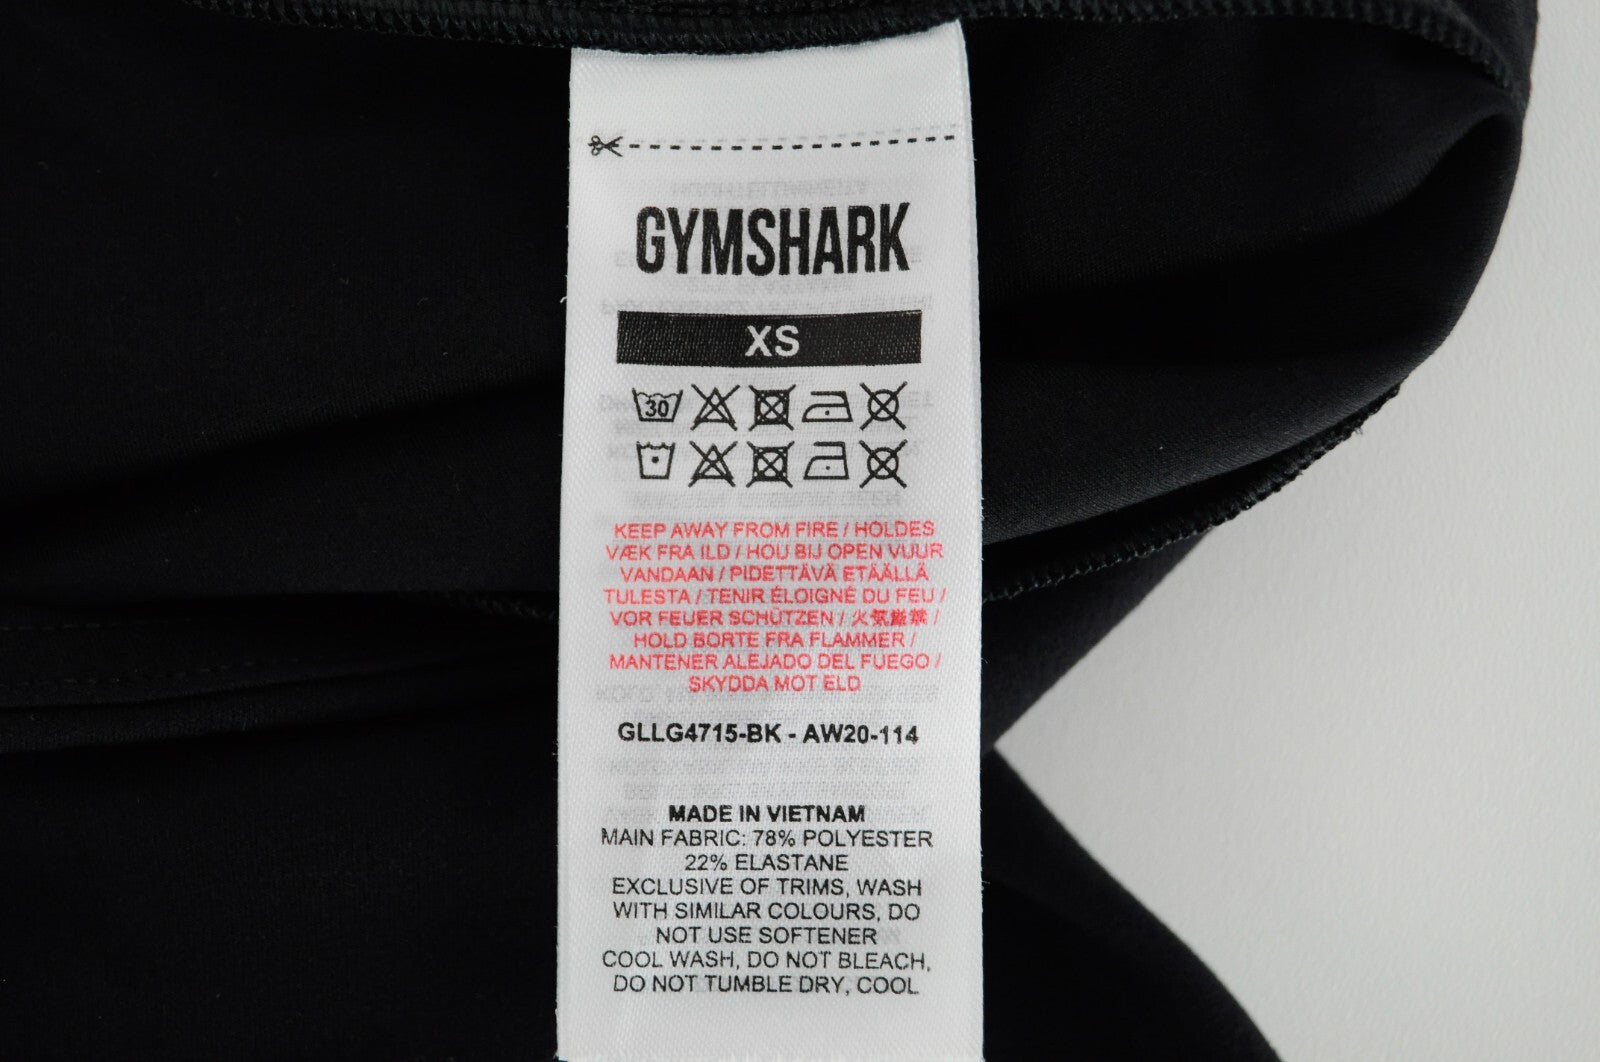 GYMSHARK
XS
30
KEEP AWAY FROM FIRE / HOLDES
VÆK FRA ILD / HOU BIJ OPEN VUUR
VANDAAN / PIDETTÄVÄ ETÄÄLLÄ
TULESTA / TENIR ÉLOIGNÉ DU FEU /
VOR FEUER SCHÜTZEN / 火気厳禁 /
HOLD BORTE FRA FLAMMER /
MANTENER ALEJADO DEL FUEGO /
SKYDDA MOT ELD
GLLG4715-BK - AW20-114
MADE IN VIETNAM
MAIN FABRIC: 78% POLYESTER
22% ELASTANE
EXCLUSIVE OF TRIMS, WASH
WITH SIMILAR COLOURS, DO
NOT USE SOFTENER
COOL WASH, DO NOT BLEACH,
DO NOT TUMBLE DRY, COOL